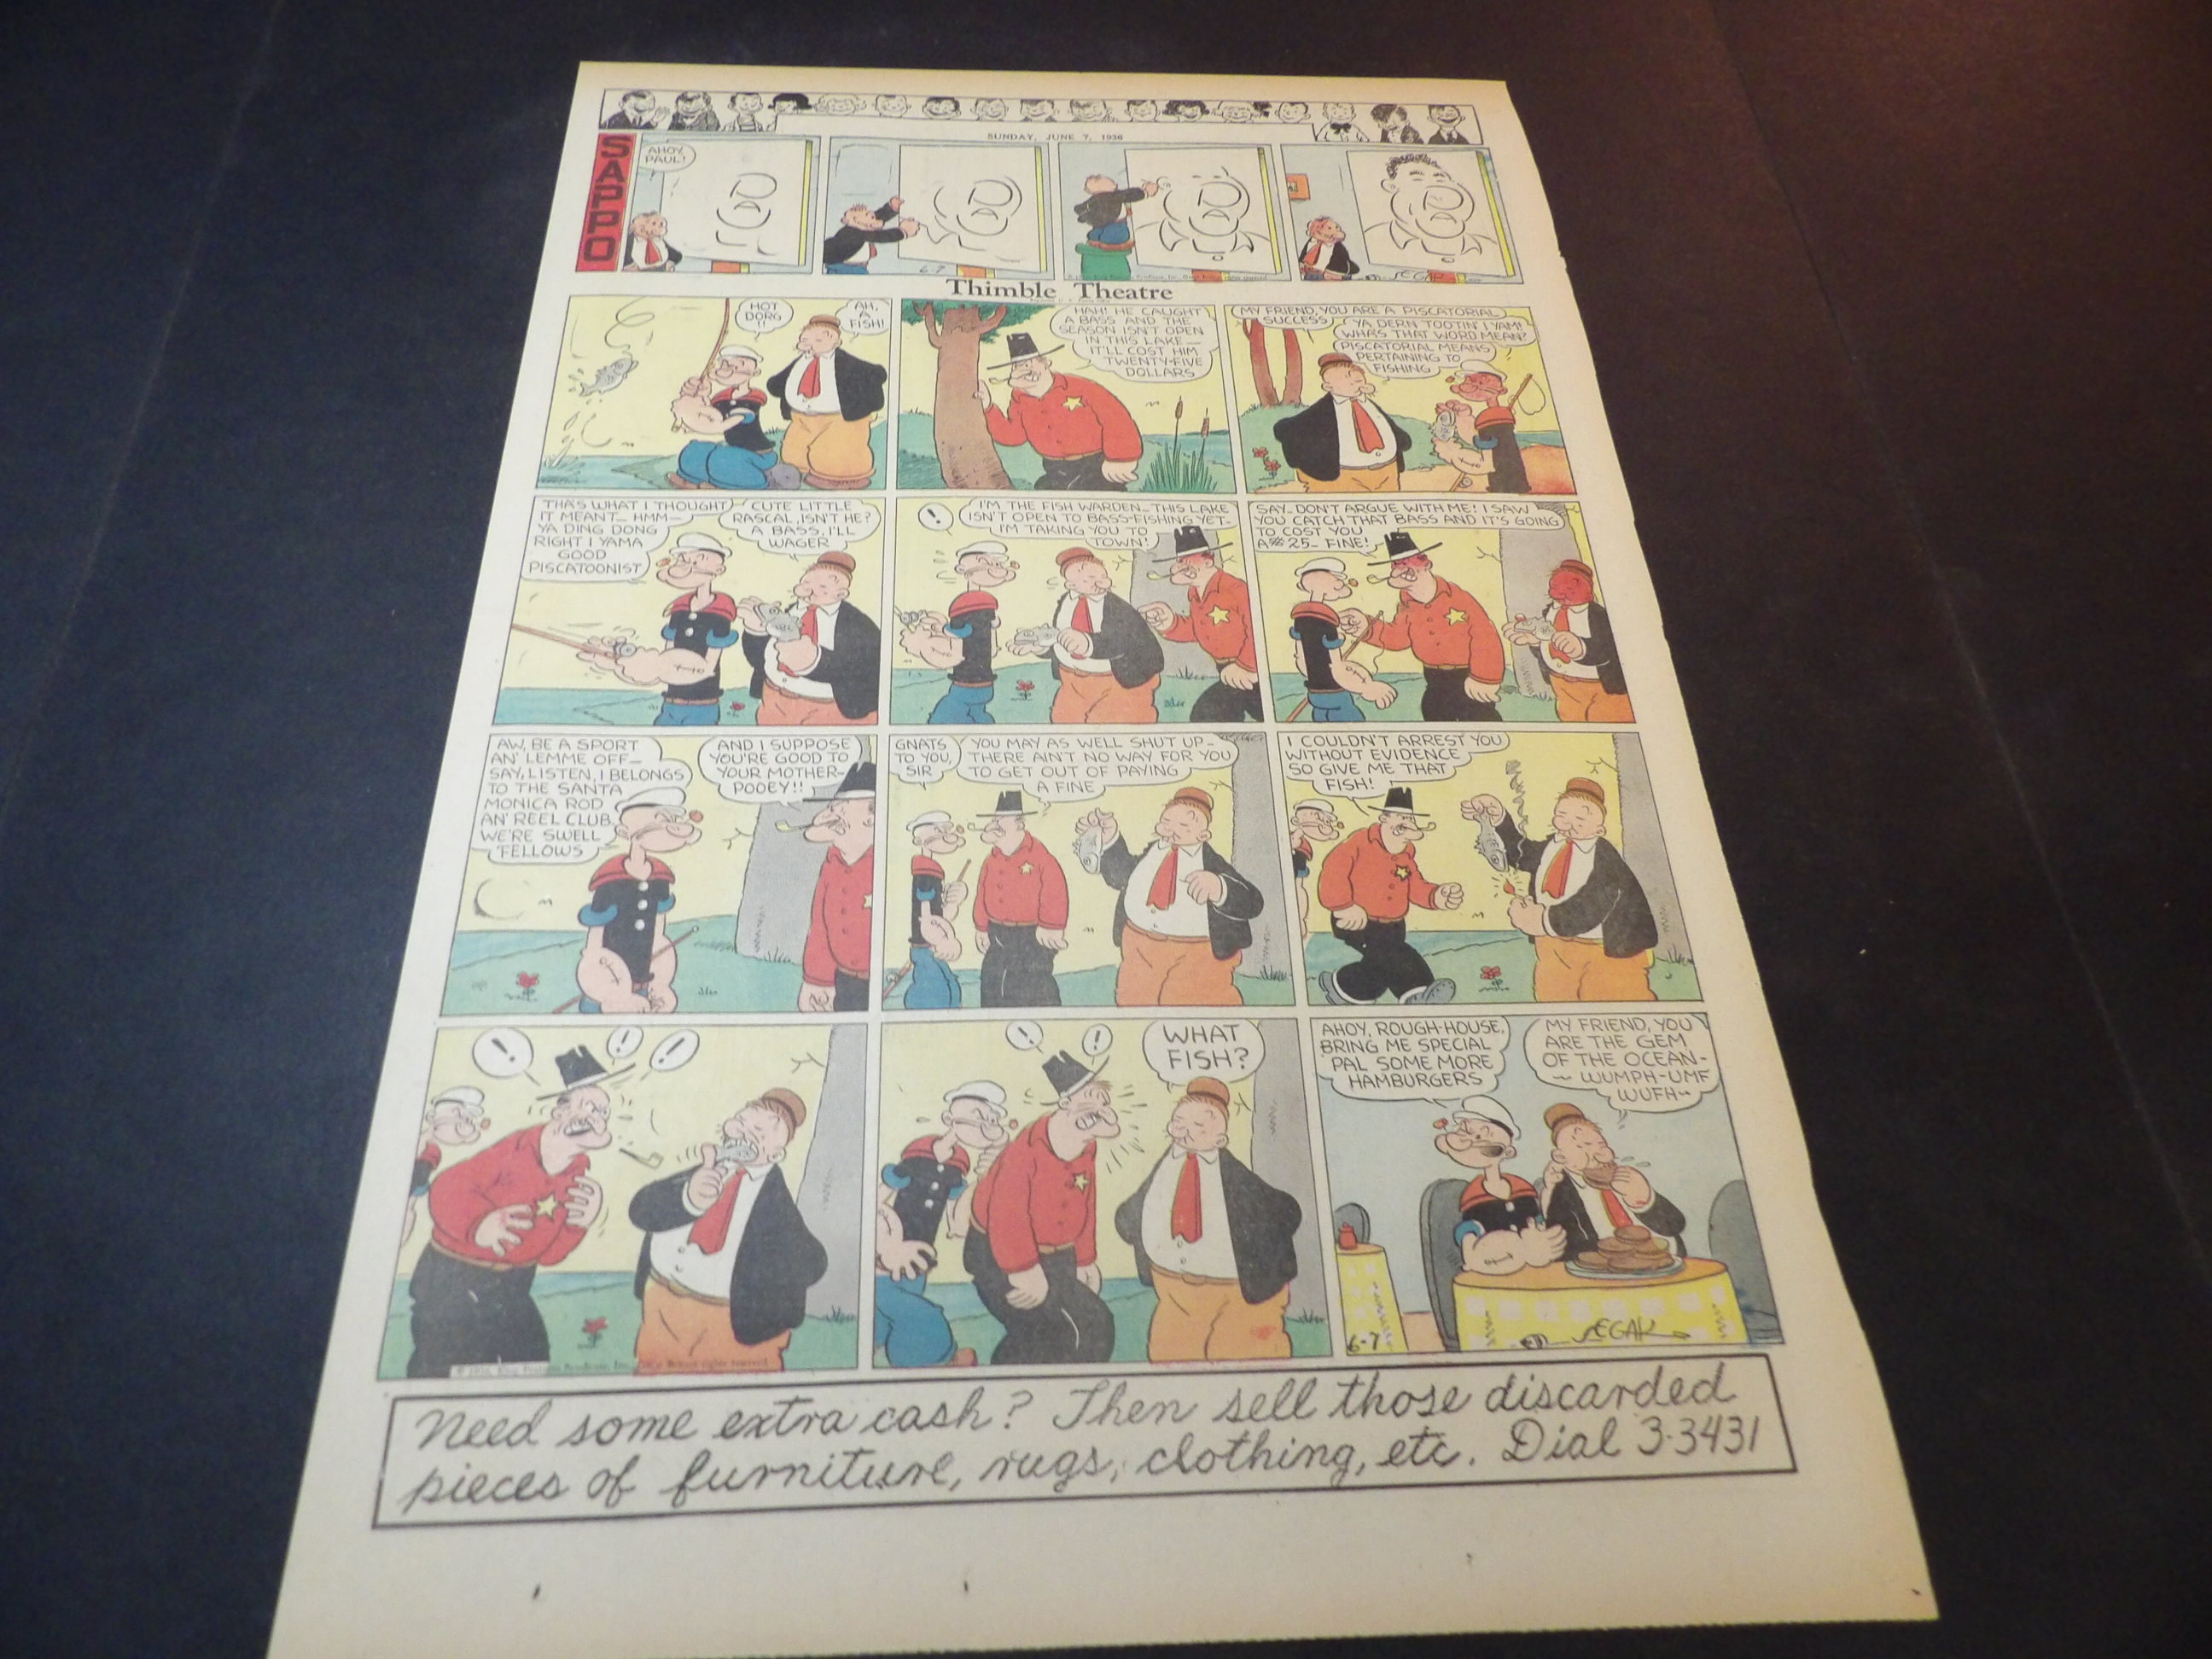 SUNDAY, JUNE 7, 1936
SAPPO
AHOY,
PAUL!
6-7
SEGAR
Thimble Theatre
HOT
DORG
!!
AH,
A
FISH!
HAH! HE CAUGHT
A BASS AND THE
SEASON ISN'T OPEN
IN THIS LAKE—
IT'LL COST HIM
TWENTY-FIVE
DOLLARS
MY FRIEND, YOU ARE A PISCATORIAL
SUCCESS
YA DERN TOOTIN' I YAM!
WHA'S THAT WORD MEAN?
PISCATORIAL MEANS
PERTAINING TO
FISHING
THA'S WHAT I THOUGHT
IT MEANT— HMM—
YA DING DONG
RIGHT I YAM A
GOOD
PISCATOONIST
CUTE LITTLE
RASCAL, ISN'T HE?
A BASS, I'LL
WAGER
!
I'M THE FISH WARDEN— THIS LAKE
ISN'T OPEN TO BASS-FISHING YET—
I'M TAKING YOU TO
TOWN!
SAY— DON'T ARGUE WITH ME! I SAW
YOU CATCH THAT BASS AND IT'S GOING
TO COST YOU
A $25— FINE!
AW, BE A SPORT
AN' LEMME OFF—
SAY, LISTEN, I BELONGS
TO THE SANTA
MONICA ROD
AN' REEL CLUB.
WE'RE SWELL
FELLOWS
AND I SUPPOSE
YOU'RE GOOD TO
YOUR MOTHER-
POOEY!!
GNATS
TO YOU,
SIR
YOU MAY AS WELL SHUT UP—
THERE AIN'T NO WAY FOR YOU
TO GET OUT OF PAYING
A FINE
I COULDN'T ARREST YOU
WITHOUT EVIDENCE
SO GIVE ME THAT
FISH!
!
!
!
!
!
WHAT
FISH?
AHOY, ROUGH-HOUSE,
BRING ME SPECIAL
PAL SOME MORE
HAMBURGERS
MY FRIEND, YOU
ARE THE GEM
OF THE OCEAN-
~ WUMPH-UMF
WUFH~
6-7
SEGAR
Need some extra cash? Then sell those discarded
pieces of furniture, rugs, clothing, etc. Dial 3-3431